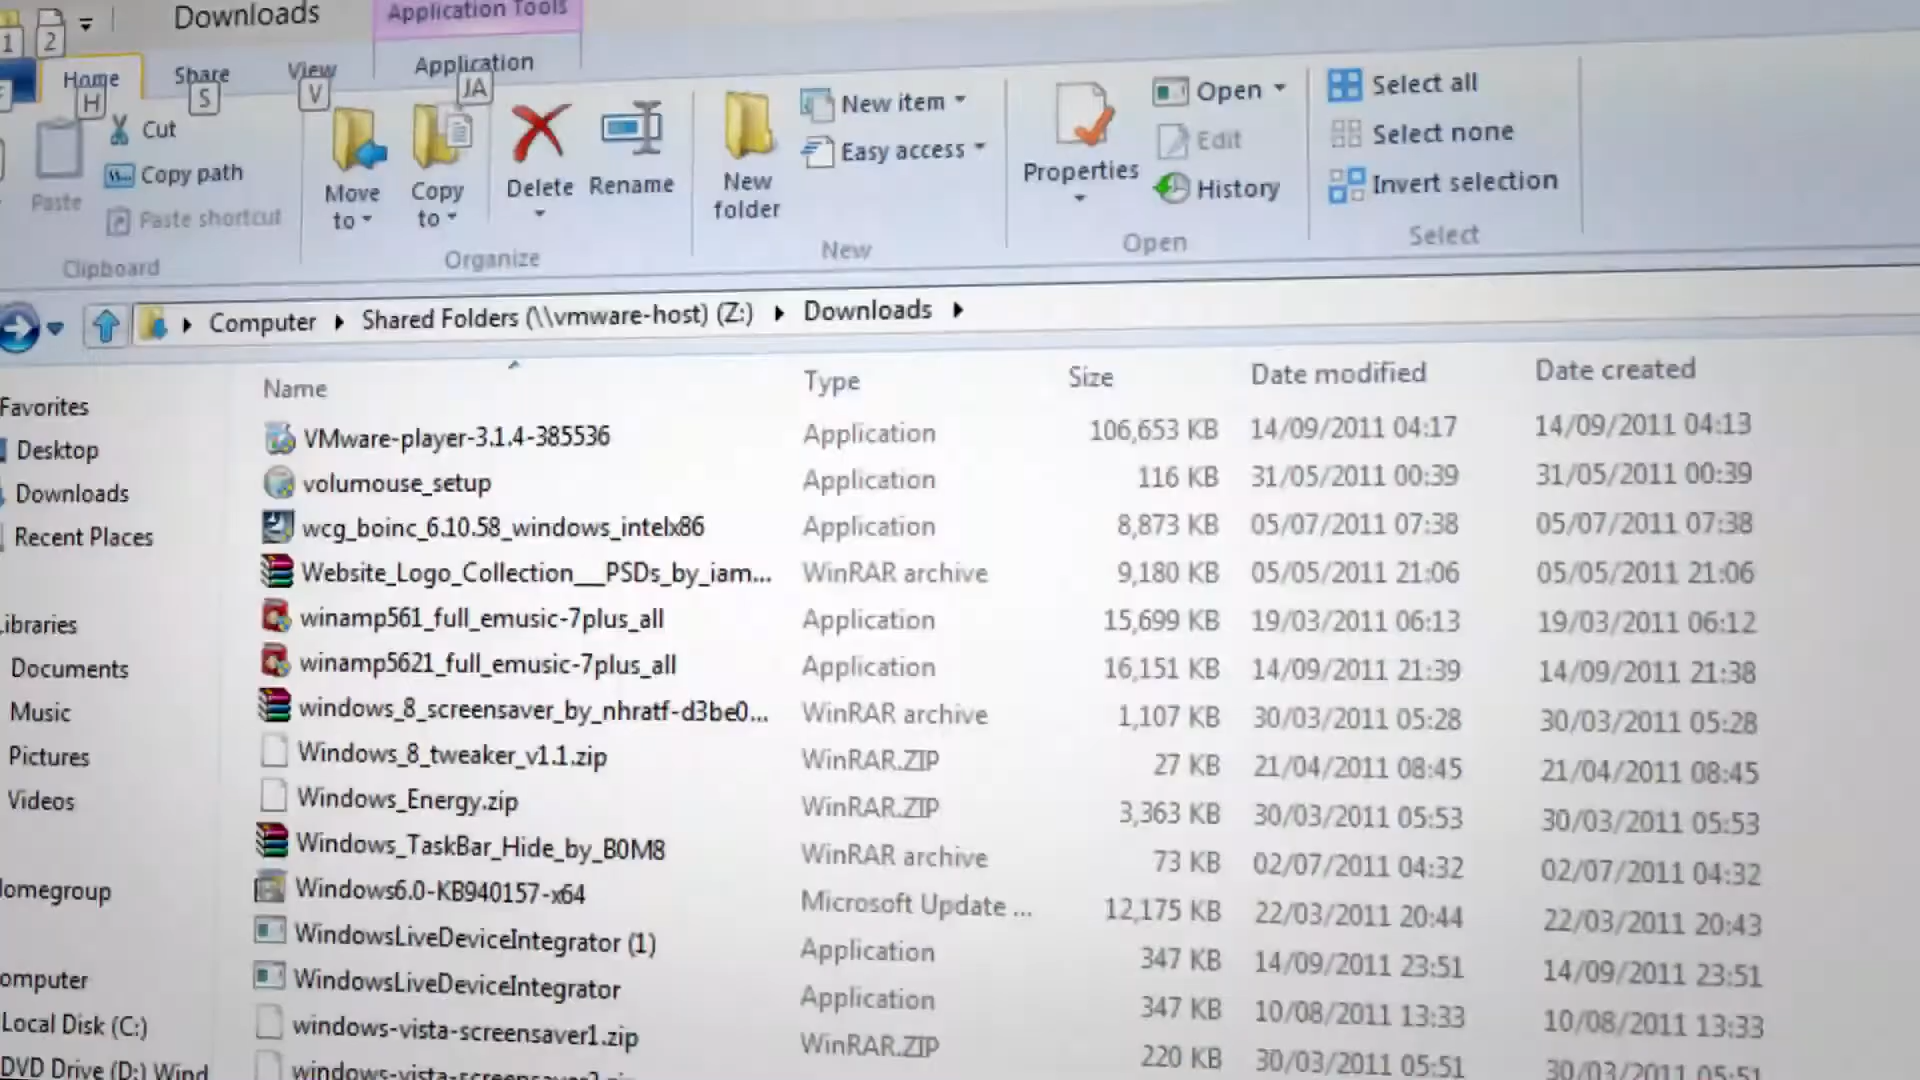 1 2 Downloads Application Tools
Home Share View Application
H S V JA
Cut
Copy path
Paste
Paste shortcut
Clipboard
Move to
Copy to
Delete
Rename
Organize
New folder
New item
Easy access
New
Properties
Open
Edit
History
Open
Select all
Select none
Invert selection
Select
Computer Shared Folders (\\vmware-host) (Z:) Downloads
Favorites
Desktop
Downloads
Recent Places
ibraries
Documents
Music
Pictures
Videos
omegroup
omputer
Local Disk (C:)
DVD Drive (D:) Wind
Name Type Size Date modified Date created
VMware-player-3.1.4-385536 Application 106,653 KB 14/09/2011 04:17 14/09/2011 04:13
volumouse_setup Application 116 KB 31/05/2011 00:39 31/05/2011 00:39
wcg_boinc_6.10.58_windows_intelx86 Application 8,873 KB 05/07/2011 07:38 05/07/2011 07:38
Website_Logo_Collection___PSDs_by_iam... WinRAR archive 9,180 KB 05/05/2011 21:06 05/05/2011 21:06
winamp561_full_emusic-7plus_all Application 15,699 KB 19/03/2011 06:13 19/03/2011 06:12
winamp5621_full_emusic-7plus_all Application 16,151 KB 14/09/2011 21:39 14/09/2011 21:38
windows_8_screensaver_by_nhratf-d3be0... WinRAR archive 1,107 KB 30/03/2011 05:28 30/03/2011 05:28
Windows_8_tweaker_v1.1.zip WinRAR.ZIP 27 KB 21/04/2011 08:45 21/04/2011 08:45
Windows_Energy.zip WinRAR.ZIP 3,363 KB 30/03/2011 05:53 30/03/2011 05:53
Windows_TaskBar_Hide_by_B0M8 WinRAR archive 73 KB 02/07/2011 04:32 02/07/2011 04:32
Windows6.0-KB940157-x64 Microsoft Update ... 12,175 KB 22/03/2011 20:44 22/03/2011 20:43
WindowsLiveDeviceIntegrator (1) Application 347 KB 14/09/2011 23:51 14/09/2011 23:51
WindowsLiveDeviceIntegrator Application 347 KB 10/08/2011 13:33 10/08/2011 13:33
windows-vista-screensaver1.zip WinRAR.ZIP 220 KB 30/03/2011 05:51 30/03/2011 05:51